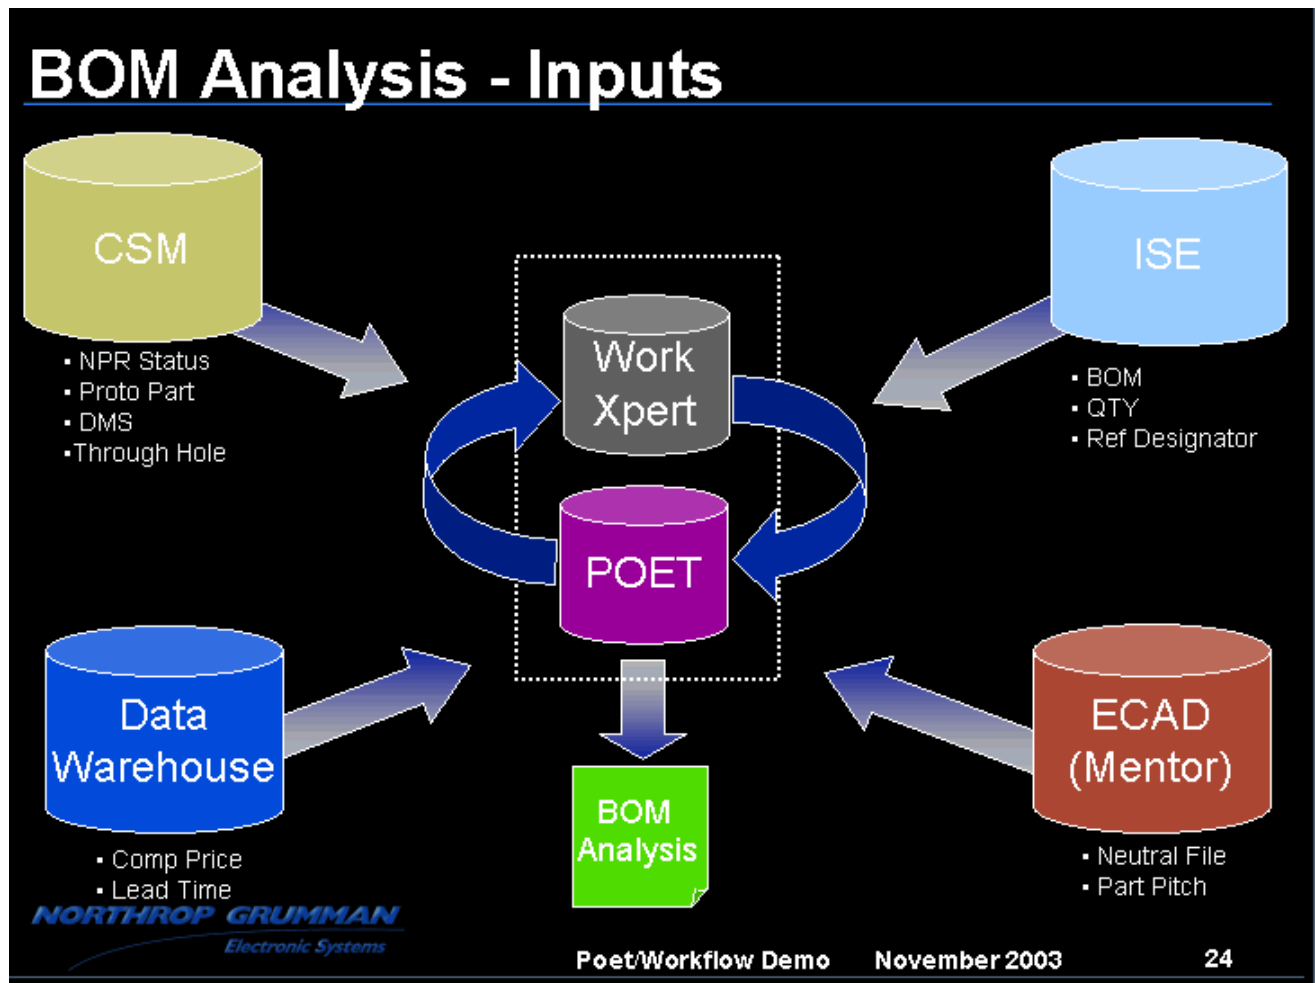 BOM Analysis - Inputs
CSM
▪ NPR Status
▪ Proto Part
▪ DMS
▪Through Hole
ISE
▪ BOM
▪ QTY
▪ Ref Designator
Work
Xpert
POET
Data
Warehouse
▪ Comp Price
▪ Lead Time
ECAD
(Mentor)
▪ Neutral File
▪ Part Pitch
BOM
Analysis
NORTHROP GRUMMAN
Electronic Systems
Poet/Workflow Demo November 2003 24